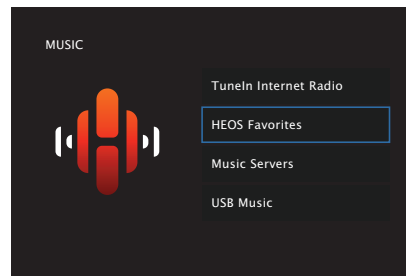 MUSIC
TuneIn Internet Radio
HEOS Favorites
Music Servers
USB Music